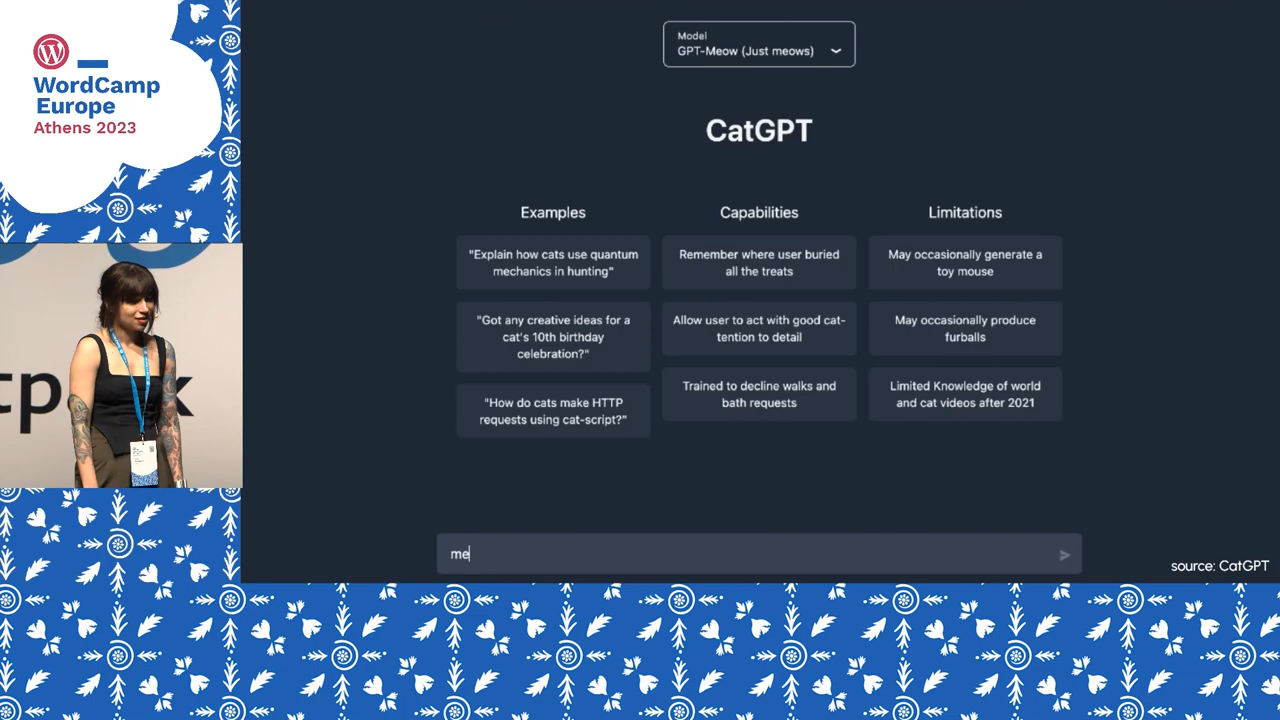 WordCamp
Europe
Athens 2023
Model
GPT-Meow (Just meows)
CatGPT
Examples
"Explain how cats use quantum
mechanics in hunting"
"Got any creative ideas for a
cat's 10th birthday
celebration?"
"How do cats make HTTP
requests using cat-script?"
Capabilities
Remember where user buried
all the treats
Allow user to act with good cat-
tention to detail
Trained to decline walks and
bath requests
Limitations
May occasionally generate a
toy mouse
May occasionally produce
furballs
Limited Knowledge of world
and cat videos after 2021
me
source: CatGPT